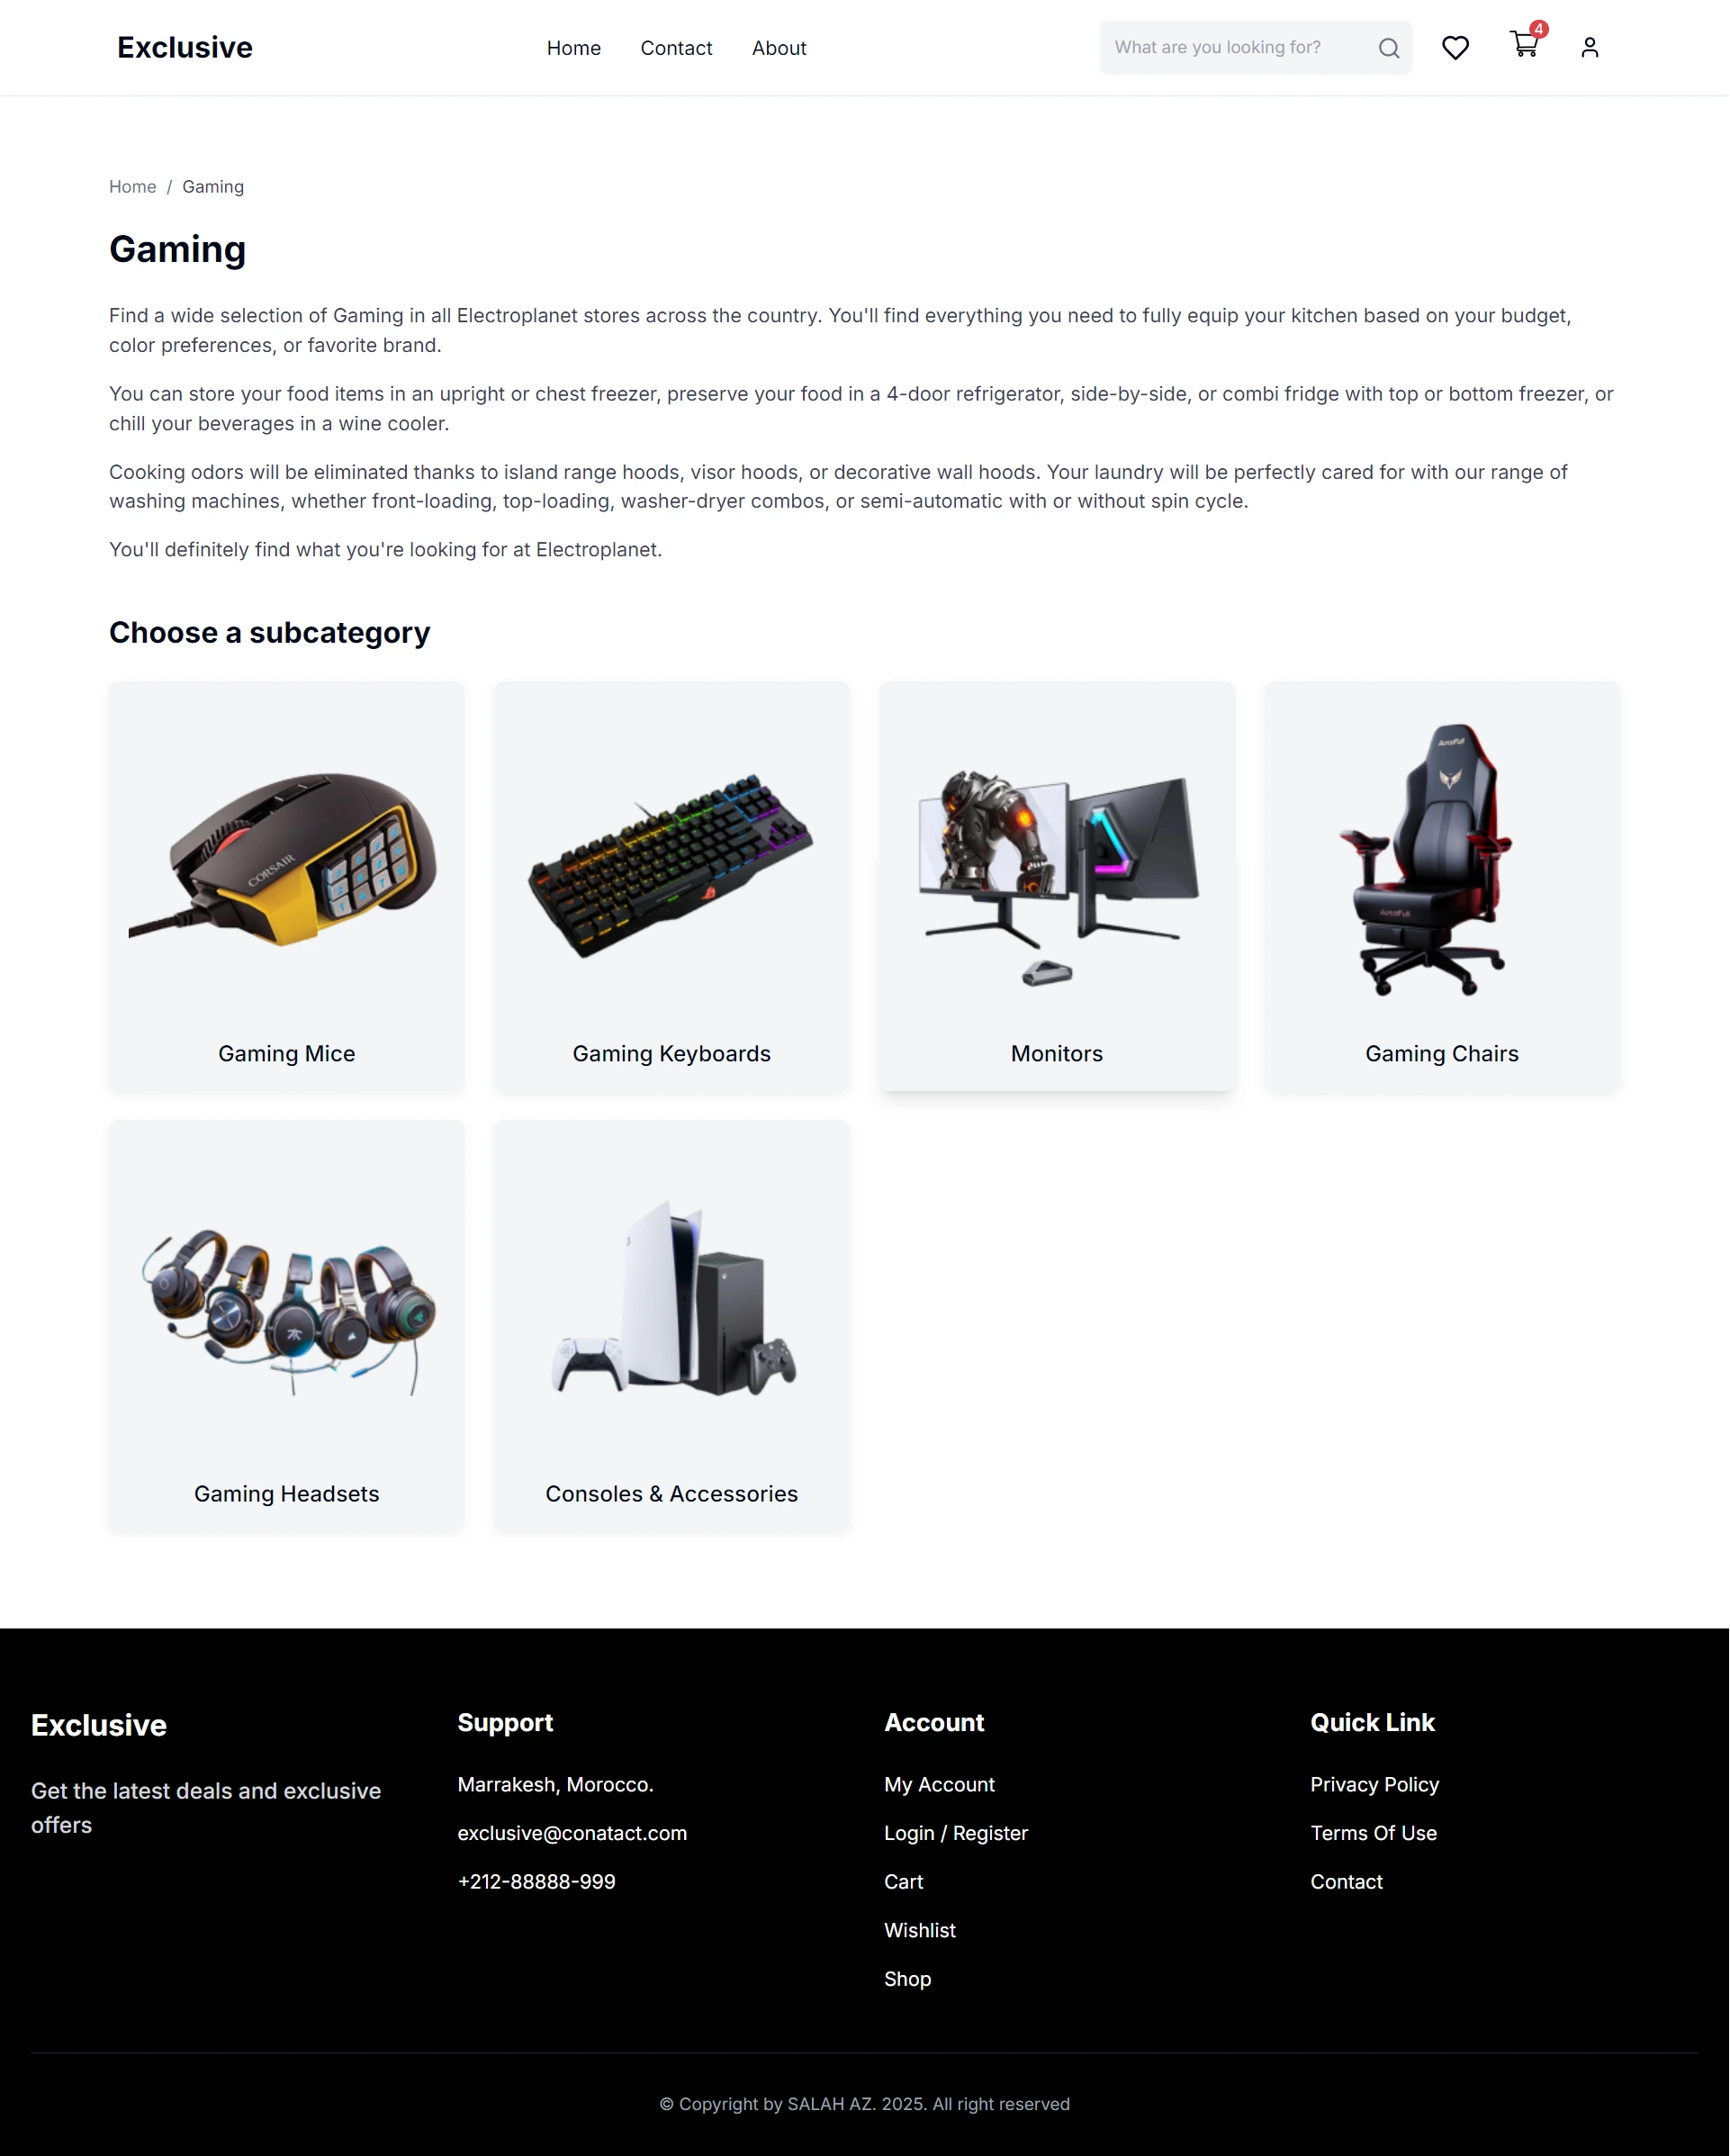 Exclusive
Home
Contact
About
What are you looking for?
4
Home / Gaming
Gaming
Find a wide selection of Gaming in all Electroplanet stores across the country. You'll find everything you need to fully equip your kitchen based on your budget,
color preferences, or favorite brand.
You can store your food items in an upright or chest freezer, preserve your food in a 4-door refrigerator, side-by-side, or combi fridge with top or bottom freezer, or
chill your beverages in a wine cooler.
Cooking odors will be eliminated thanks to island range hoods, visor hoods, or decorative wall hoods. Your laundry will be perfectly cared for with our range of
washing machines, whether front-loading, top-loading, washer-dryer combos, or semi-automatic with or without spin cycle.
You'll definitely find what you're looking for at Electroplanet.
Choose a subcategory
CORSAIR
AutoFull
AutoFull
Gaming Mice
Gaming Keyboards
Monitors
Gaming Chairs
Gaming Headsets
Consoles & Accessories
Exclusive
Get the latest deals and exclusive
offers
Support
Marrakesh, Morocco.
exclusive@conatact.com
+212-88888-999
Account
My Account
Login / Register
Cart
Wishlist
Shop
Quick Link
Privacy Policy
Terms Of Use
Contact
© Copyright by SALAH AZ. 2025. All right reserved